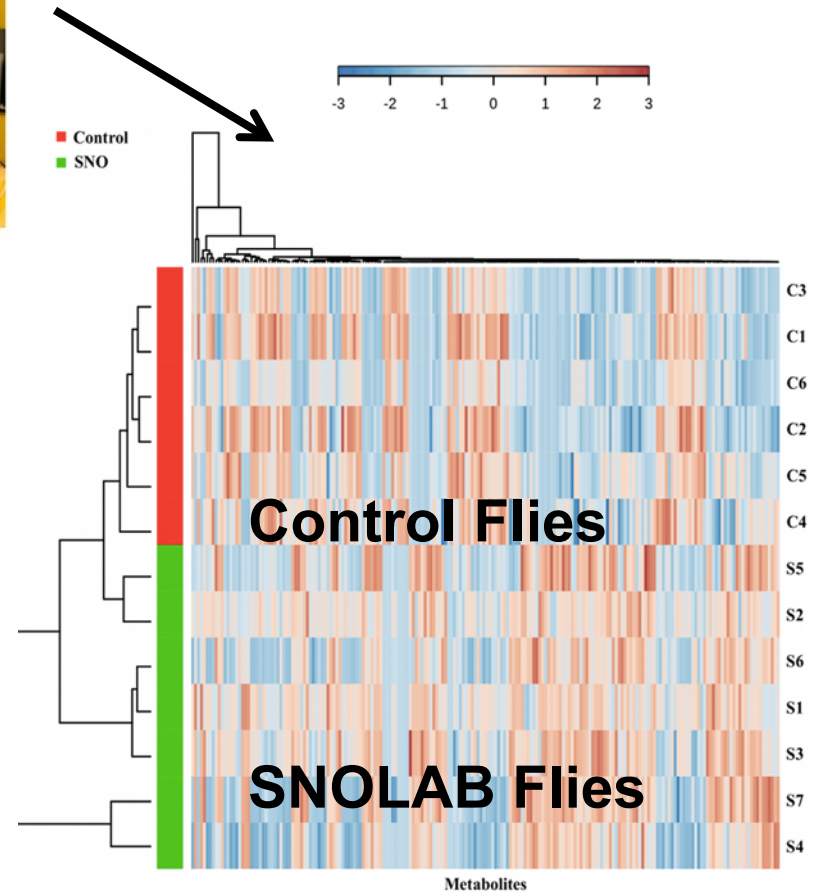 -3 -2 -1 0 1 2 3
Control
SNO
C3
C1
C6
C2
C5
C4
Control Flies
S5
S2
S6
S1
S3
SNOLAB Flies
S7
S4
Metabolites